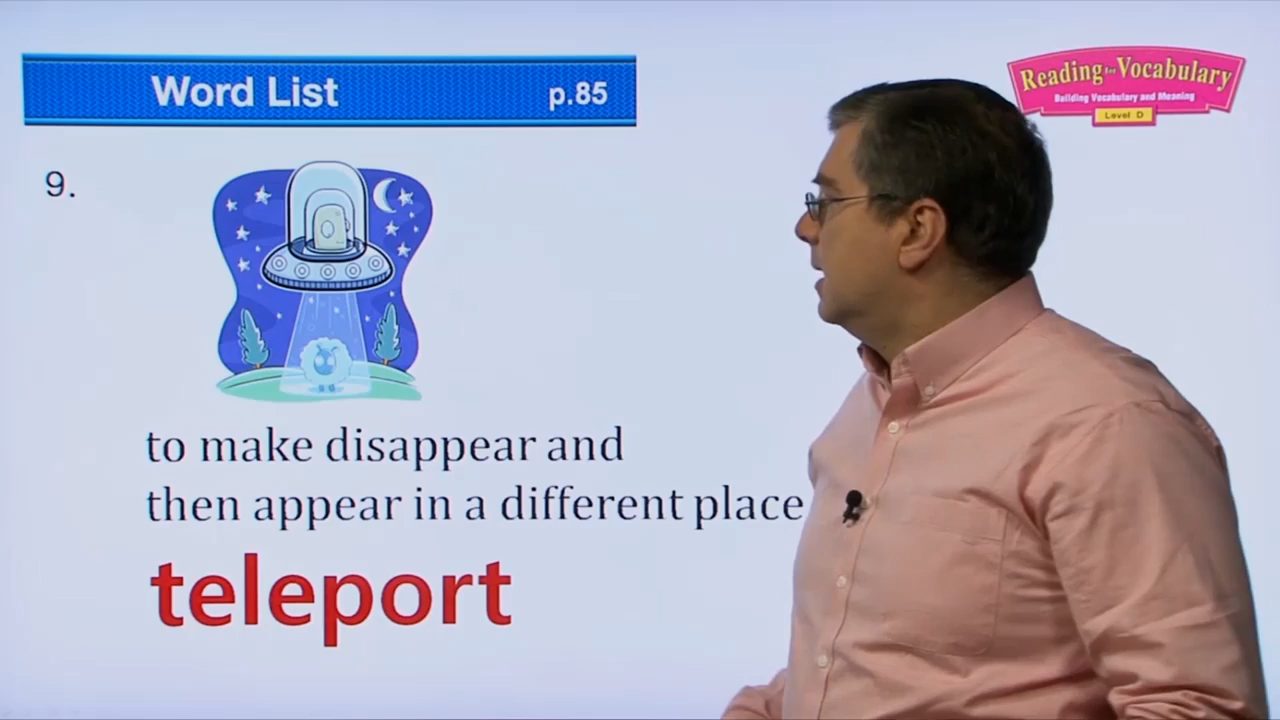 Word List p.85
Reading for Vocabulary
Building Vocabulary and Meaning
Level D
9.
to make disappear and
then appear in a different place
teleport